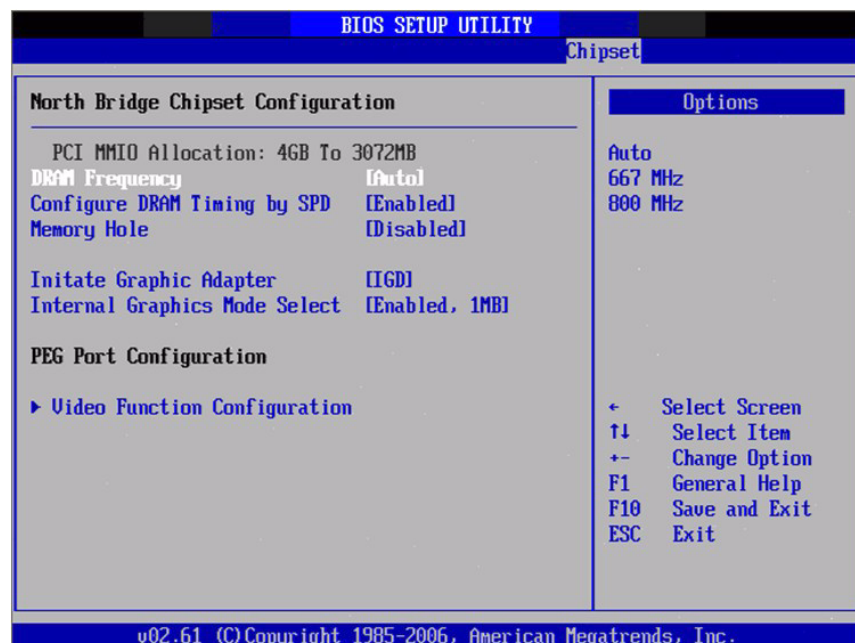 BIOS SETUP UTILITY
Chipset
North Bridge Chipset Configuration
PCI MMIO Allocation: 4GB To 3072MB
DRAM Frequency [Auto]
Configure DRAM Timing by SPD [Enabled]
Memory Hole [Disabled]
Initate Graphic Adapter [IGD]
Internal Graphics Mode Select [Enabled, 1MB]
PEG Port Configuration
▶ Video Function Configuration
Options
Auto
667 MHz
800 MHz
← Select Screen
↑↓ Select Item
+- Change Option
F1 General Help
F10 Save and Exit
ESC Exit
v02.61 (C)Copyright 1985-2006, American Megatrends, Inc.